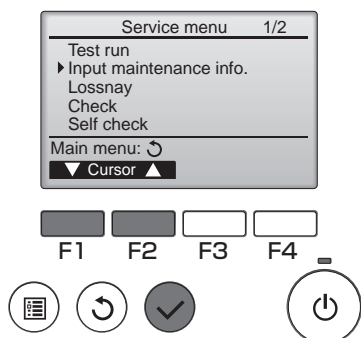 Service menu 1/2
Test run
Input maintenance info.
Lossnay
Check
Self check
Main menu:
▼ Cursor ▲
F1 F2 F3 F4